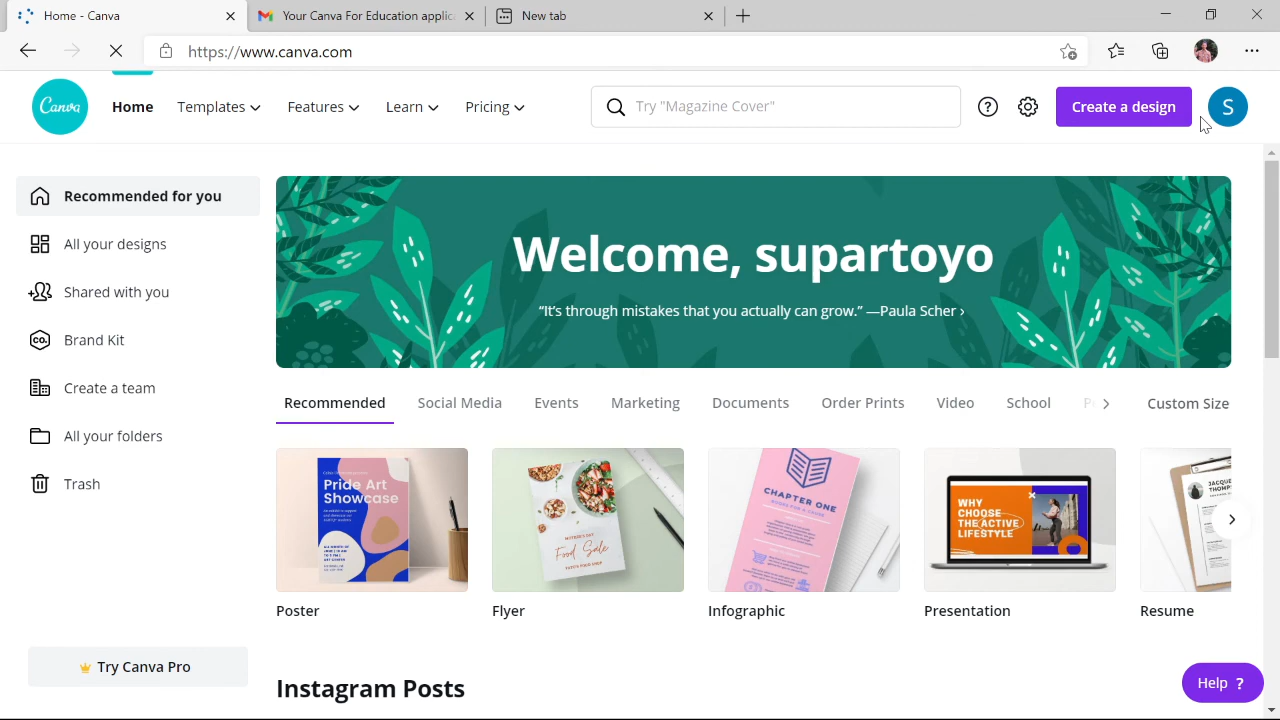 Home - Canva
Your Canva For Education applic
New tab
https://www.canva.com
Canva
Home
Templates
Features
Learn
Pricing
Try "Magazine Cover"
Create a design
S
Recommended for you
All your designs
Shared with you
CO.
Brand Kit
Create a team
All your folders
Trash
Try Canva Pro
Welcome, supartoyo
“It’s through mistakes that you actually can grow.” —Paula Scher ›
Recommended
Social Media
Events
Marketing
Documents
Order Prints
Video
School
Custom Size
Pride Art
Showcase
Food Sale
CHAPTER ONE
WHY
CHOOSE
THE ACTIVE
LIFESTYLE
Poster
Flyer
Infographic
Presentation
Resume
Instagram Posts
Help ?